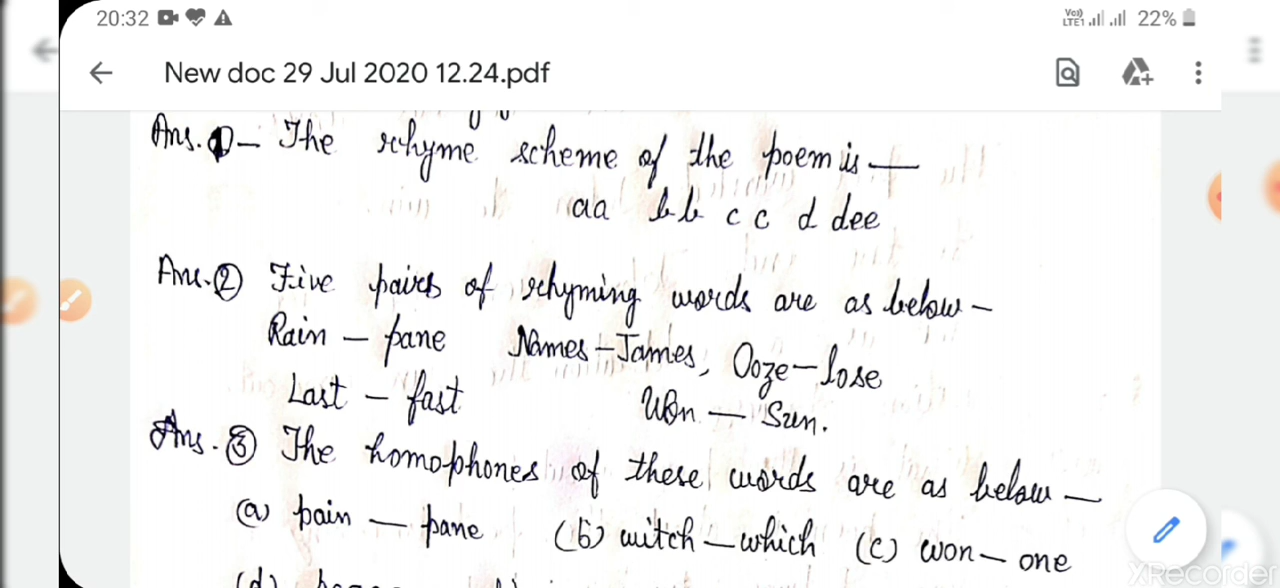 20:32 22%
Vo)) LTE1
New doc 29 Jul 2020 12.24.pdf
Ans. 1 – The rhyme scheme of the poem is —
aa bb cc d dee
Ans. 2 Five pairs of rhyming words are as below –
Rain – pane Names – James, Ooze – lose
Last – fast Won — Sun.
Ans. 3 The homophones of these words are as below —
(a) pain — pane (b) witch – which (c) won – one
(d)
XRecorder